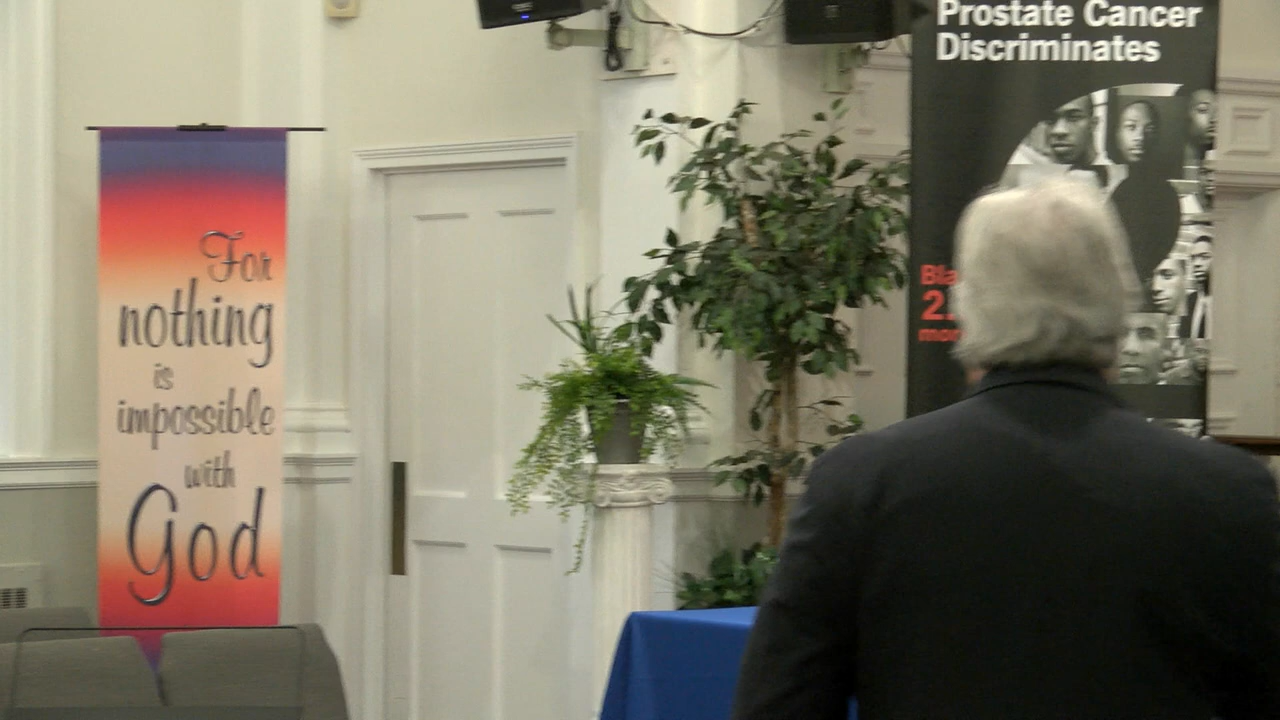 For
nothing
is
impossible
with
God
Prostate Cancer
Discriminates